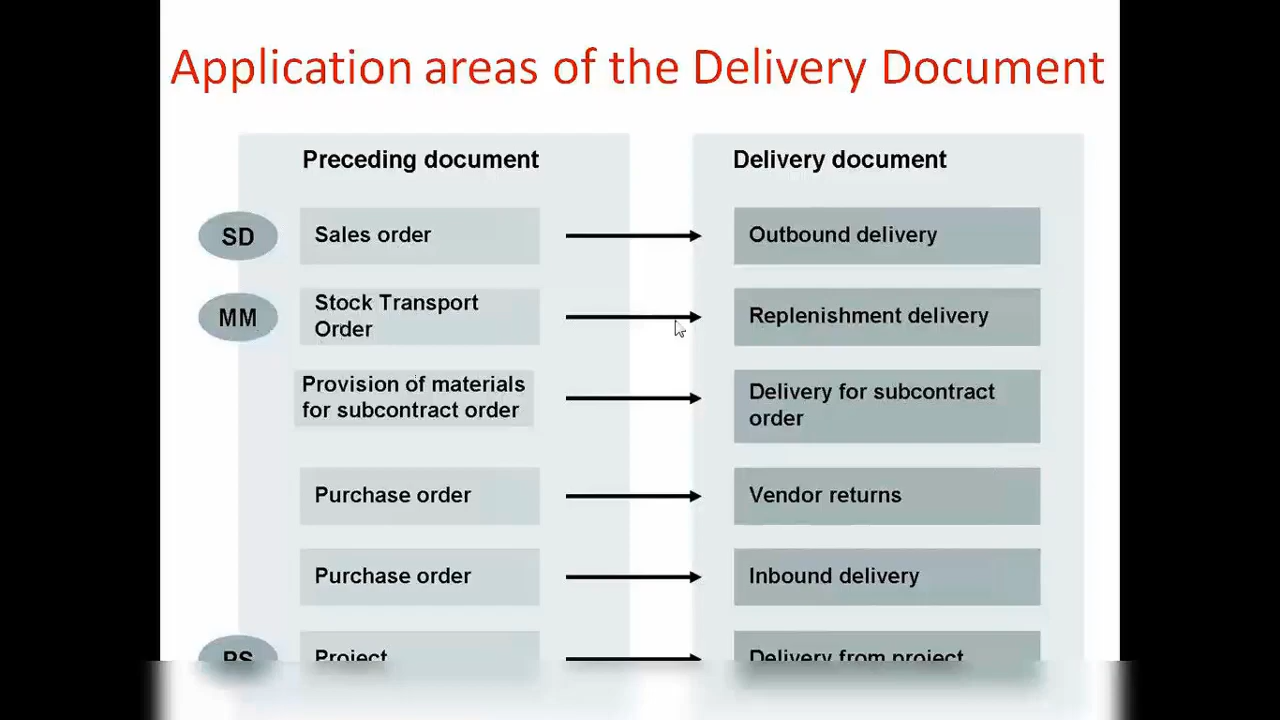 Application areas of the Delivery Document
Preceding document
Delivery document
SD
Sales order
Outbound delivery
MM
Stock Transport
Order
Replenishment delivery
Provision of materials
for subcontract order
Delivery for subcontract
order
Purchase order
Vendor returns
Purchase order
Inbound delivery
PS
Project
Delivery from project